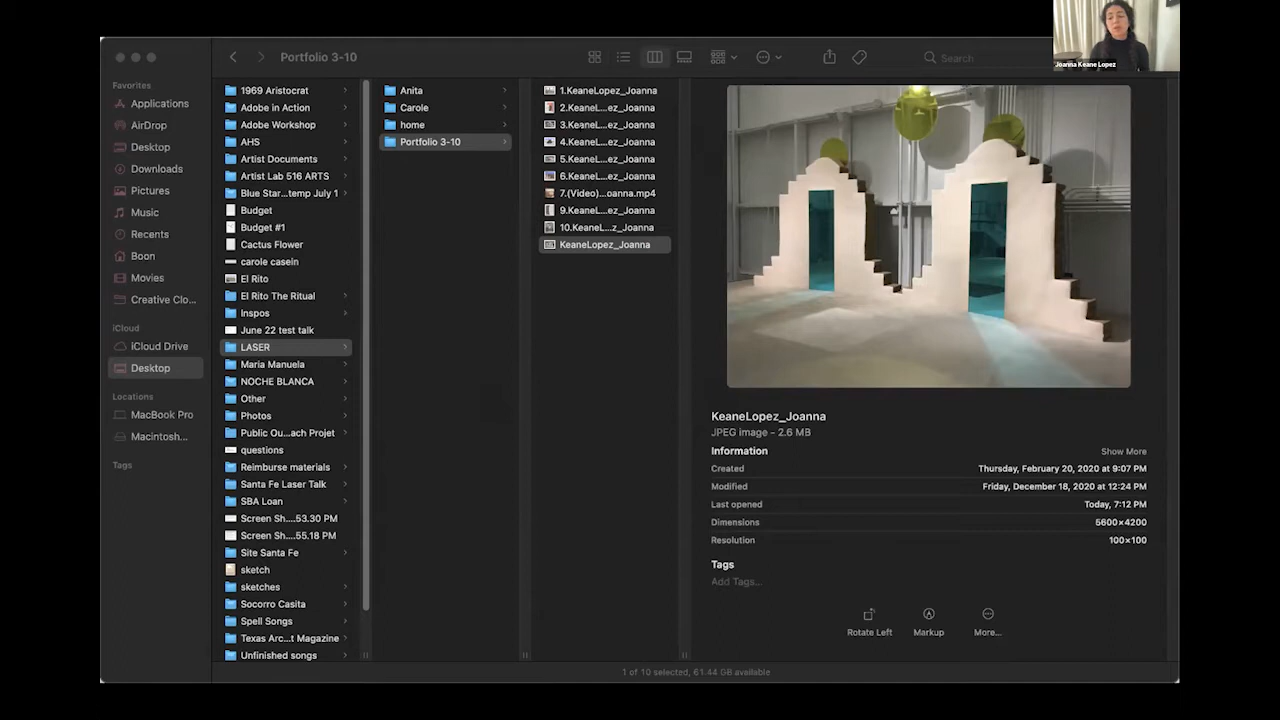 Portfolio 3-10
Search
Joanna Keane Lopez
Favorites
Applications
AirDrop
Desktop
Downloads
Pictures
Music
Recents
Boon
Movies
Creative Clo...
iCloud
iCloud Drive
Desktop
Locations
MacBook Pro
Macintosh...
Tags
1969 Aristocrat
Adobe in Action
Adobe Workshop
AHS
Artist Documents
Artist Lab 516 ARTS
Blue Star...temp July 1
Budget
Budget #1
Cactus Flower
carole casein
El Rito
El Rito The Ritual
Inspos
June 22 test talk
LASER
Maria Manuela
NOCHE BLANCA
Other
Photos
Public Ou...ach Projet
questions
Reimburse materials
Santa Fe Laser Talk
SBA Loan
Screen Sh....53.30 PM
Screen Sh....55.18 PM
Site Santa Fe
sketch
sketches
Socorro Casita
Spell Songs
Texas Arc...t Magazine
Unfinished songs
Anita
Carole
home
Portfolio 3-10
1.KeaneLopez_Joanna
2.KeanL...ez_Joanna
3.KeaneL...ez_Joanna
4.KeaneL...ez_Joanna
5.KeaneL...ez_Joanna
6.KeaneL...ez_Joanna
7.(Video)...oanna.mp4
9.KeaneL...ez_Joanna
10.KeaneL...z_Joanna
KeaneLopez_Joanna
KeaneLopez_Joanna
JPEG image - 2.6 MB
Information
Show More
Created
Thursday, February 20, 2020 at 9:07 PM
Modified
Friday, December 18, 2020 at 12:24 PM
Last opened
Today, 7:12 PM
Dimensions
5600×4200
Resolution
100×100
Tags
Add Tags...
Rotate Left
Markup
More...
1 of 10 selected, 61.44 GB available